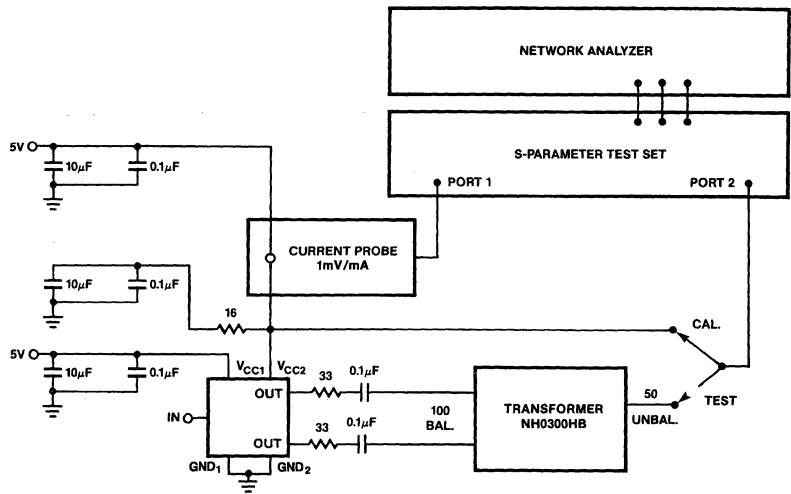 NETWORK ANALYZER
S-PARAMETER TEST SET
PORT 1
PORT 2
5V
10μF
0.1μF
CURRENT PROBE
1mV/mA
10μF
0.1μF
16
CAL.
5V
10μF
0.1μF
VCC1
VCC2
33
0.1μF
OUT
TRANSFORMER
NH0300HB
100
BAL.
50
UNBAL.
TEST
IN
33
0.1μF
OUT
GND1
GND2